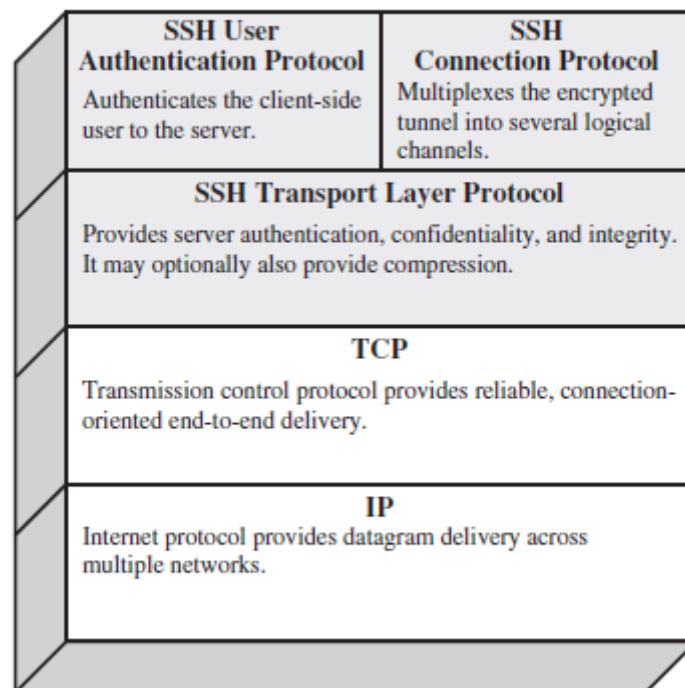 SSH User
Authentication Protocol
Authenticates the client-side
user to the server.
SSH
Connection Protocol
Multiplexes the encrypted
tunnel into several logical
channels.
SSH Transport Layer Protocol
Provides server authentication, confidentiality, and integrity.
It may optionally also provide compression.
TCP
Transmission control protocol provides reliable, connection-
oriented end-to-end delivery.
IP
Internet protocol provides datagram delivery across
multiple networks.